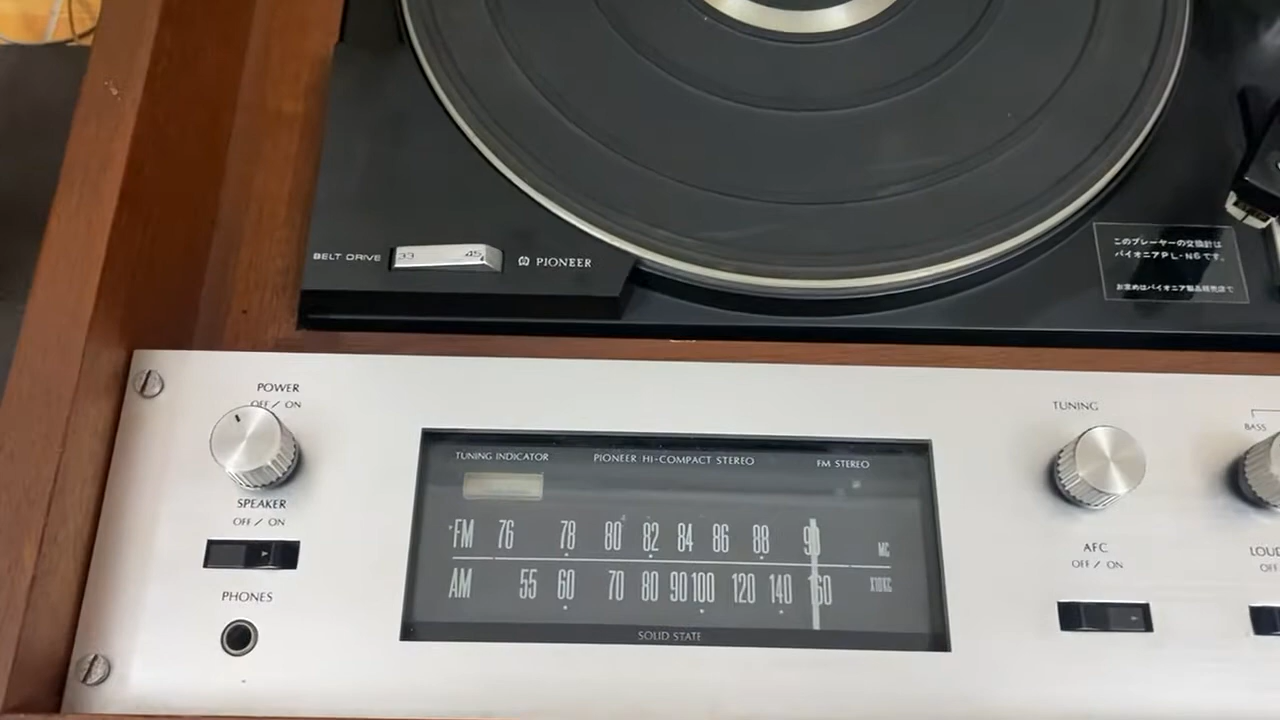 BELT DRIVE 33 45 PIONEER
このプレーヤーの交換針は
パイオニアPL-N6です。
お求めはパイオニア製品販売店で
POWER
OFF / ON
SPEAKER
OFF / ON
PHONES
TUNING INDICATOR PIONEER HI-COMPACT STEREO FM STEREO
FM 76 78 80 82 84 86 88 90 MC
AM 55 60 70 80 90 100 120 140 160 X10KC
SOLID STATE
TUNING
AFC
OFF / ON
BASS
LOUD
OFF